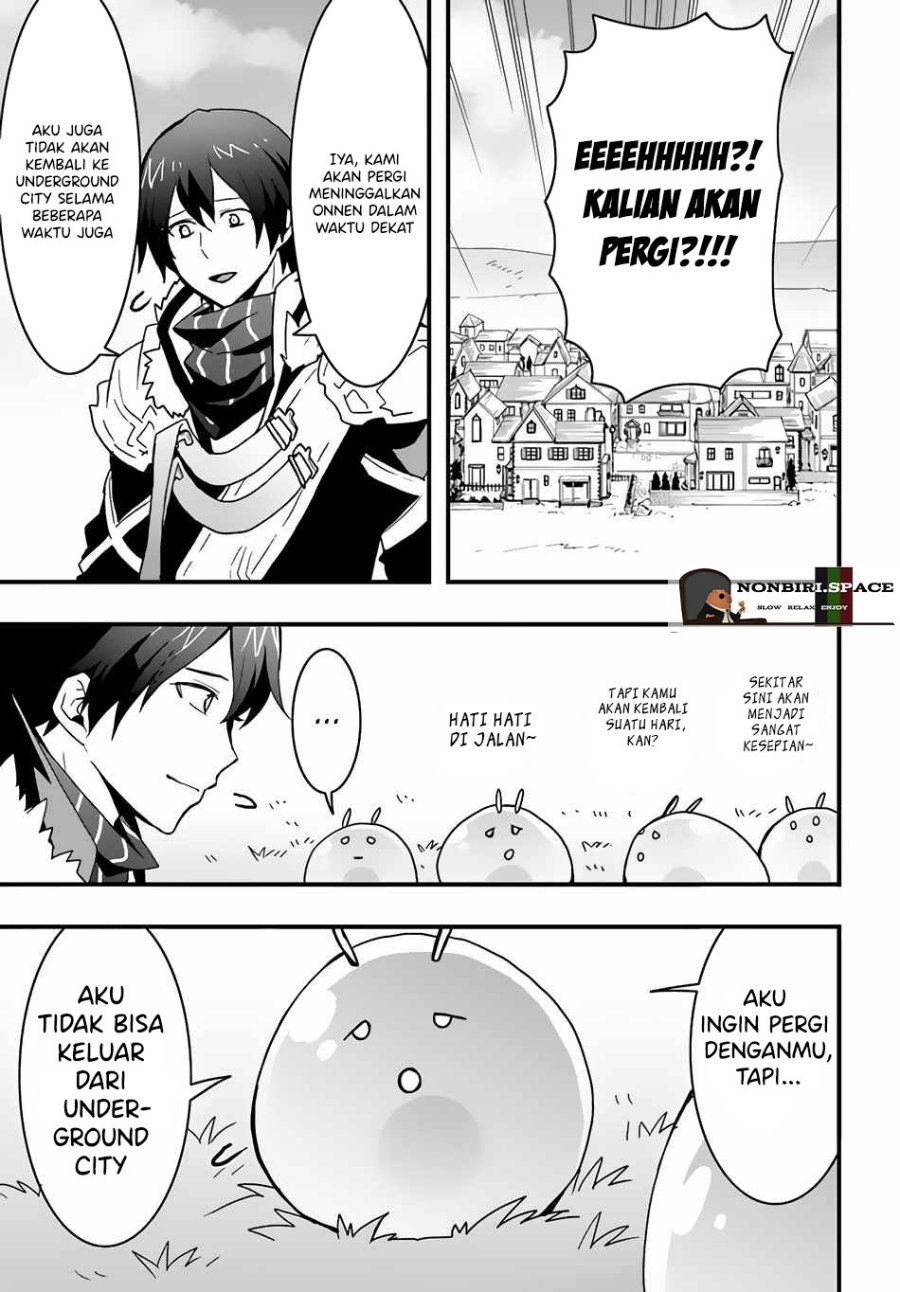 EEEEHHHHH?!
KALIAN AKAN
PERGI?!!!
IYA, KAMI
AKAN PERGI
MENINGGALKAN
ONNEN DALAM
WAKTU DEKAT
AKU JUGA
TIDAK AKAN
KEMBALI KE
UNDERGROUND
CITY SELAMA
BEBERAPA
WAKTU JUGA
NONBIRI.SPACE
SLOW RELAX ENJOY
SEKITAR
SINI AKAN
MENJADI
SANGAT
KESEPIAN~
TAPI KAMU
AKAN KEMBALI
SUATU HARI,
KAN?
HATI HATI
DI JALAN~
...
AKU
INGIN PERGI
DENGANMU,
TAPI...
AKU
TIDAK BISA
KELUAR
DARI
UNDER-
GROUND
CITY